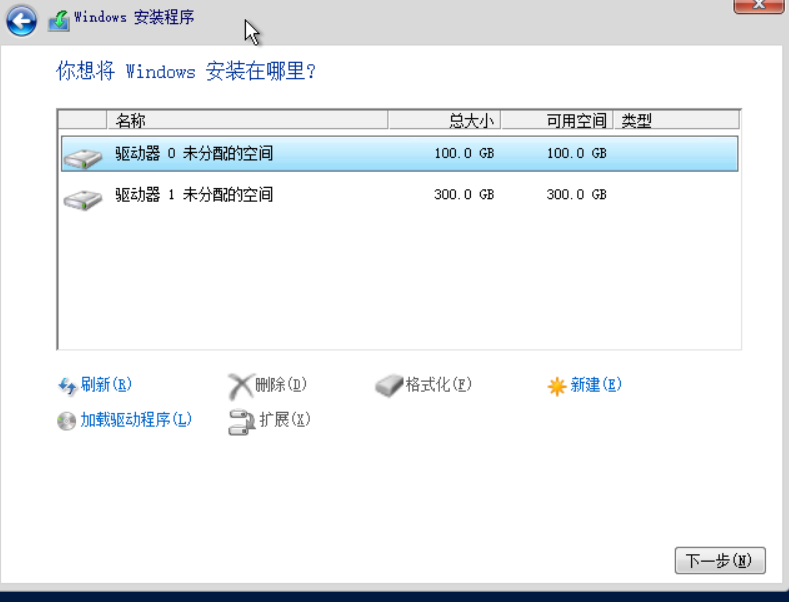 Windows 安装程序
你想将 Windows 安装在哪里?
名称 总大小 可用空间 类型
驱动器 0 未分配的空间 100.0 GB 100.0 GB
驱动器 1 未分配的空间 300.0 GB 300.0 GB
刷新(R) 删除(D) 格式化(F) 新建(E)
加载驱动程序(L) 扩展(X)
下一步(N)